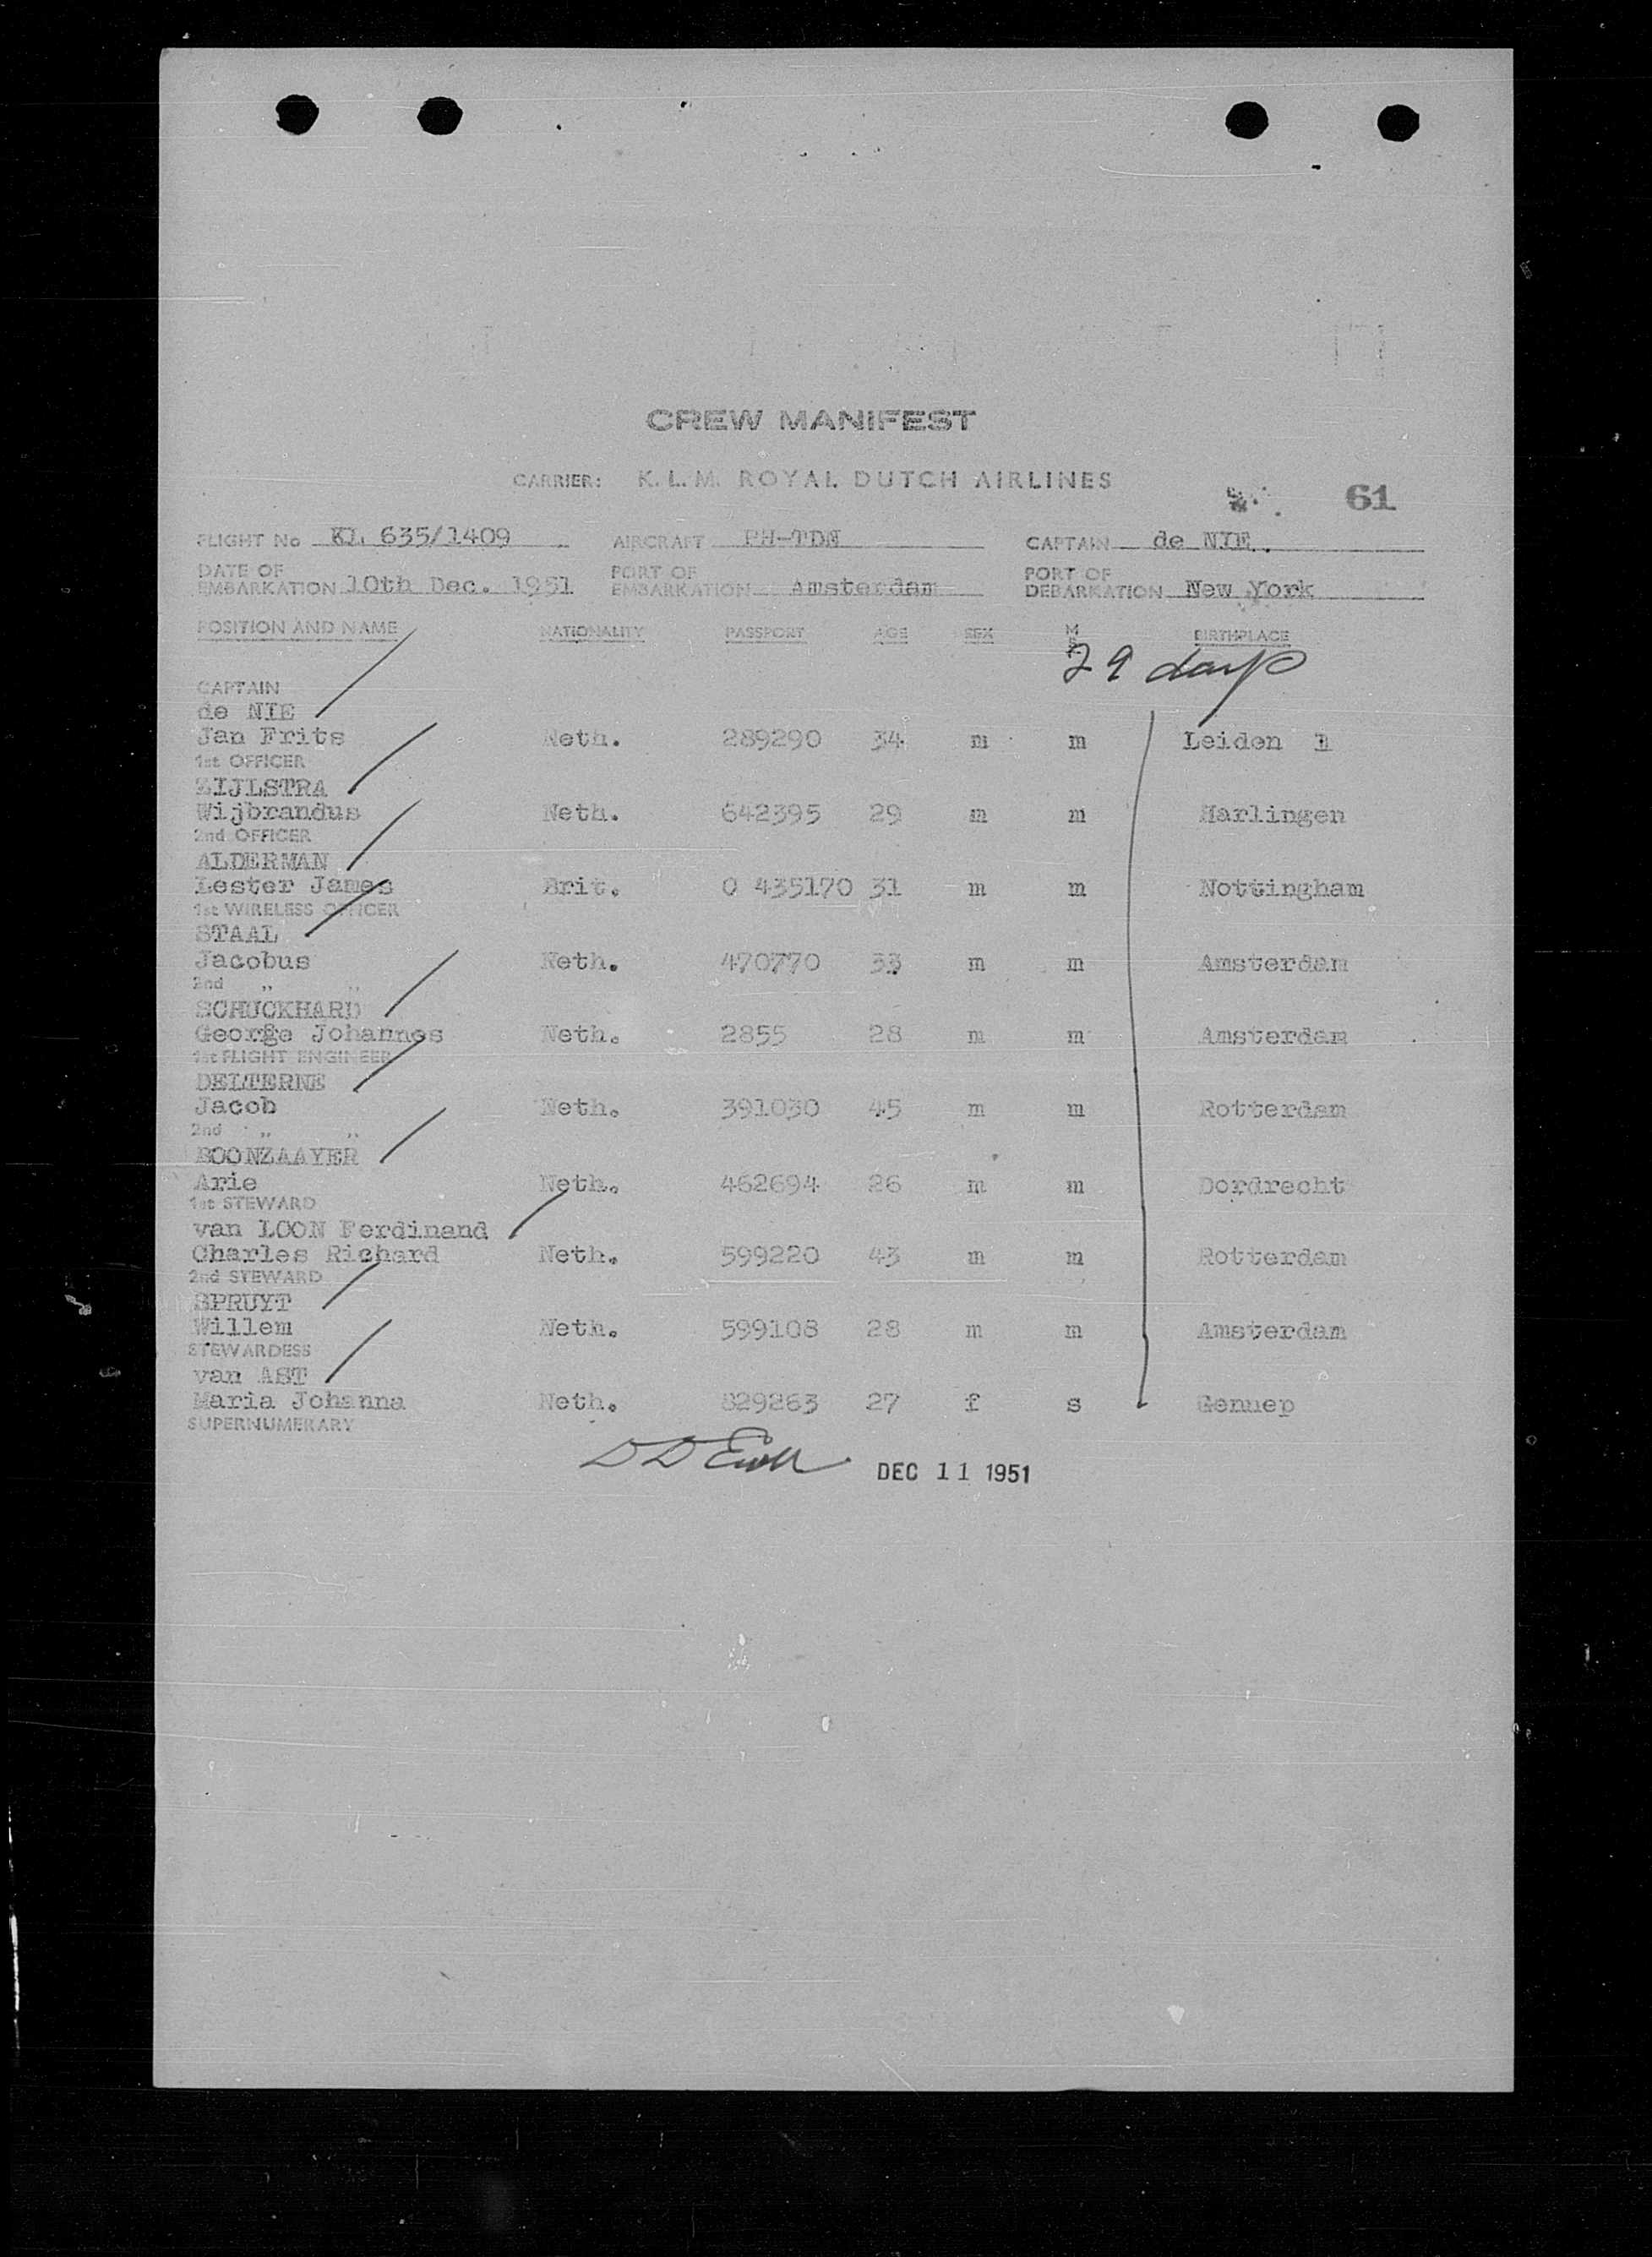 CREW MANIFEST
CARRIER: K.L.M. ROYAL DUTCH AIRLINES
61
FLIGHT No KL 635/1409 AIRCRAFT PH-TDN CAPTAIN de NIE.
DATE OF EMBARKATION 10th Dec. 1951 PORT OF EMBARKATION Amsterdam PORT OF DEBARKATION New York
POSITION AND NAME NATIONALITY PASSPORT AGE SEX M S BIRTHPLACE
29 days
CAPTAIN
de NIE
Jan Frits Neth. 289290 34 m m Leiden
1st OFFICER
ZIJLSTRA
Wijbrandus Neth. 642395 29 m m Harlingen
2nd OFFICER
ALDERMAN
Lester James Brit. 0 435170 31 m m Nottingham
1st WIRELESS OFFICER
STAAL
Jacobus Neth. 470770 33 m m Amsterdam
2nd " "
SCHUCKHARD
George Johannes Neth. 2855 28 m m Amsterdam
1st FLIGHT ENGINEER
DELTERNE
Jacob Neth. 391030 45 m m Rotterdam
2nd " "
BOONZAAYER
Arie Neth. 462694 26 m m Dordrecht
1st STEWARD
van LOON Ferdinand
Charles Richard Neth. 599220 43 m m Rotterdam
2nd STEWARD
SPRUYT
Willem Neth. 599108 28 m m Amsterdam
STEWARDESS
van AST
Maria Johanna Neth. 829263 27 f s Gennep
SUPERNUMERARY
DEC 11 1951